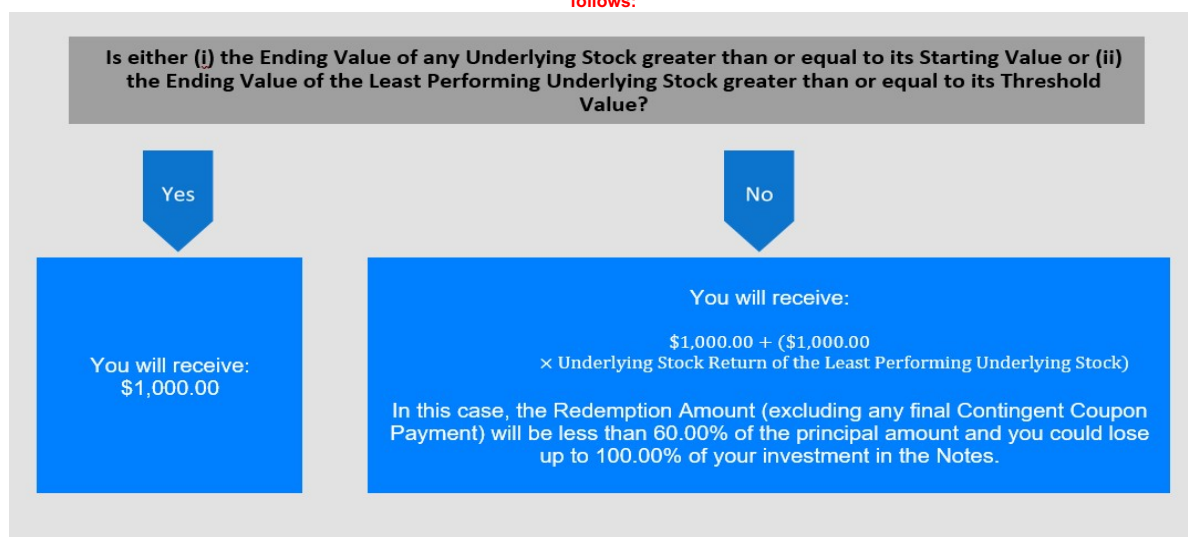 follows:
Is either (i) the Ending Value of any Underlying Stock greater than or equal to its Starting Value or (ii)
the Ending Value of the Least Performing Underlying Stock greater than or equal to its Threshold
Value?
Yes
No
You will receive:
$1,000.00
You will receive:
$1,000.00 + ($1,000.00
× Underlying Stock Return of the Least Performing Underlying Stock)
In this case, the Redemption Amount (excluding any final Contingent Coupon
Payment) will be less than 60.00% of the principal amount and you could lose
up to 100.00% of your investment in the Notes.